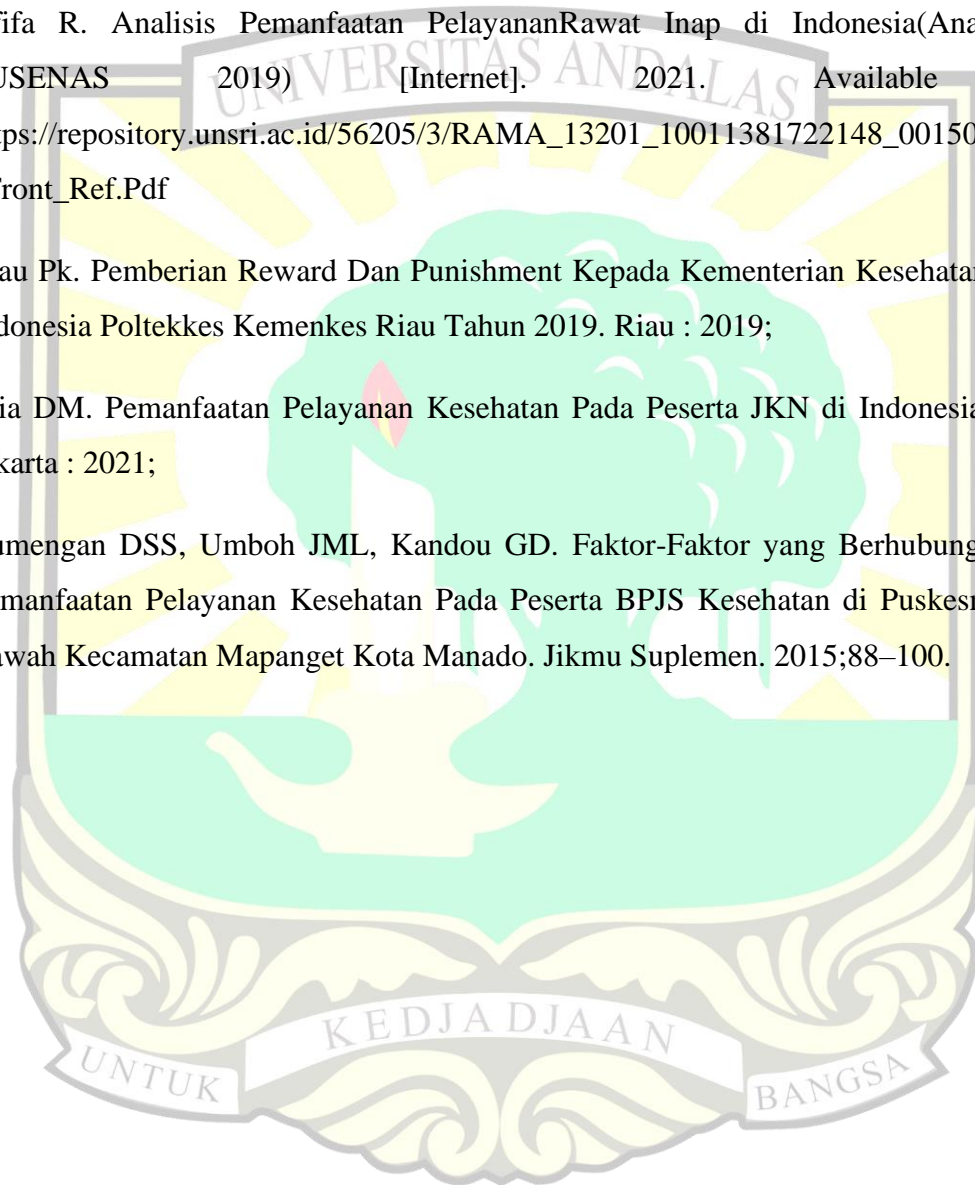 fifa R. Analisis Pemanfaatan PelayananRawat Inap di Indonesia(Ana
USENAS 2019) [Internet]. 2021. Available
tps://repository.unsri.ac.id/56205/3/RAMA_13201_10011381722148_00150
Front_Ref.Pdf
au Pk. Pemberian Reward Dan Punishment Kepada Kementerian Kesehatan
donesia Poltekkes Kemenkes Riau Tahun 2019. Riau : 2019;
ia DM. Pemanfaatan Pelayanan Kesehatan Pada Peserta JKN di Indonesia
karta : 2021;
umengan DSS, Umboh JML, Kandou GD. Faktor-Faktor yang Berhubung
manfaatan Pelayanan Kesehatan Pada Peserta BPJS Kesehatan di Puskesm
awah Kecamatan Mapanget Kota Manado. Jikmu Suplemen. 2015;88–100.
UNIVERSITAS ANDALAS
UNTUK KEDJADJAAN BANGSA